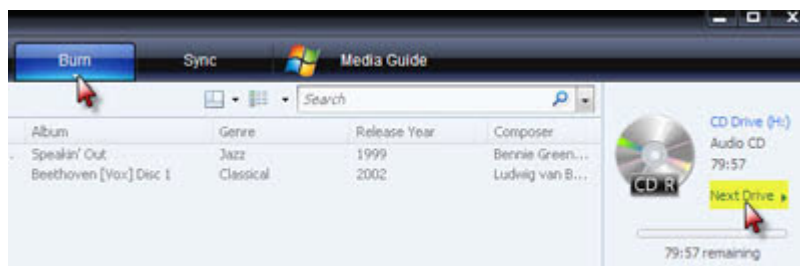 Burn Sync Media Guide
Search
Album Genre Release Year Composer
Speakin' Out Jazz 1999 Bennie Green...
Beethoven [Vox] Disc 1 Classical 2002 Ludwig van B...
CD Drive (H:)
Audio CD
79:57
CD R
Next Drive
79:57 remaining